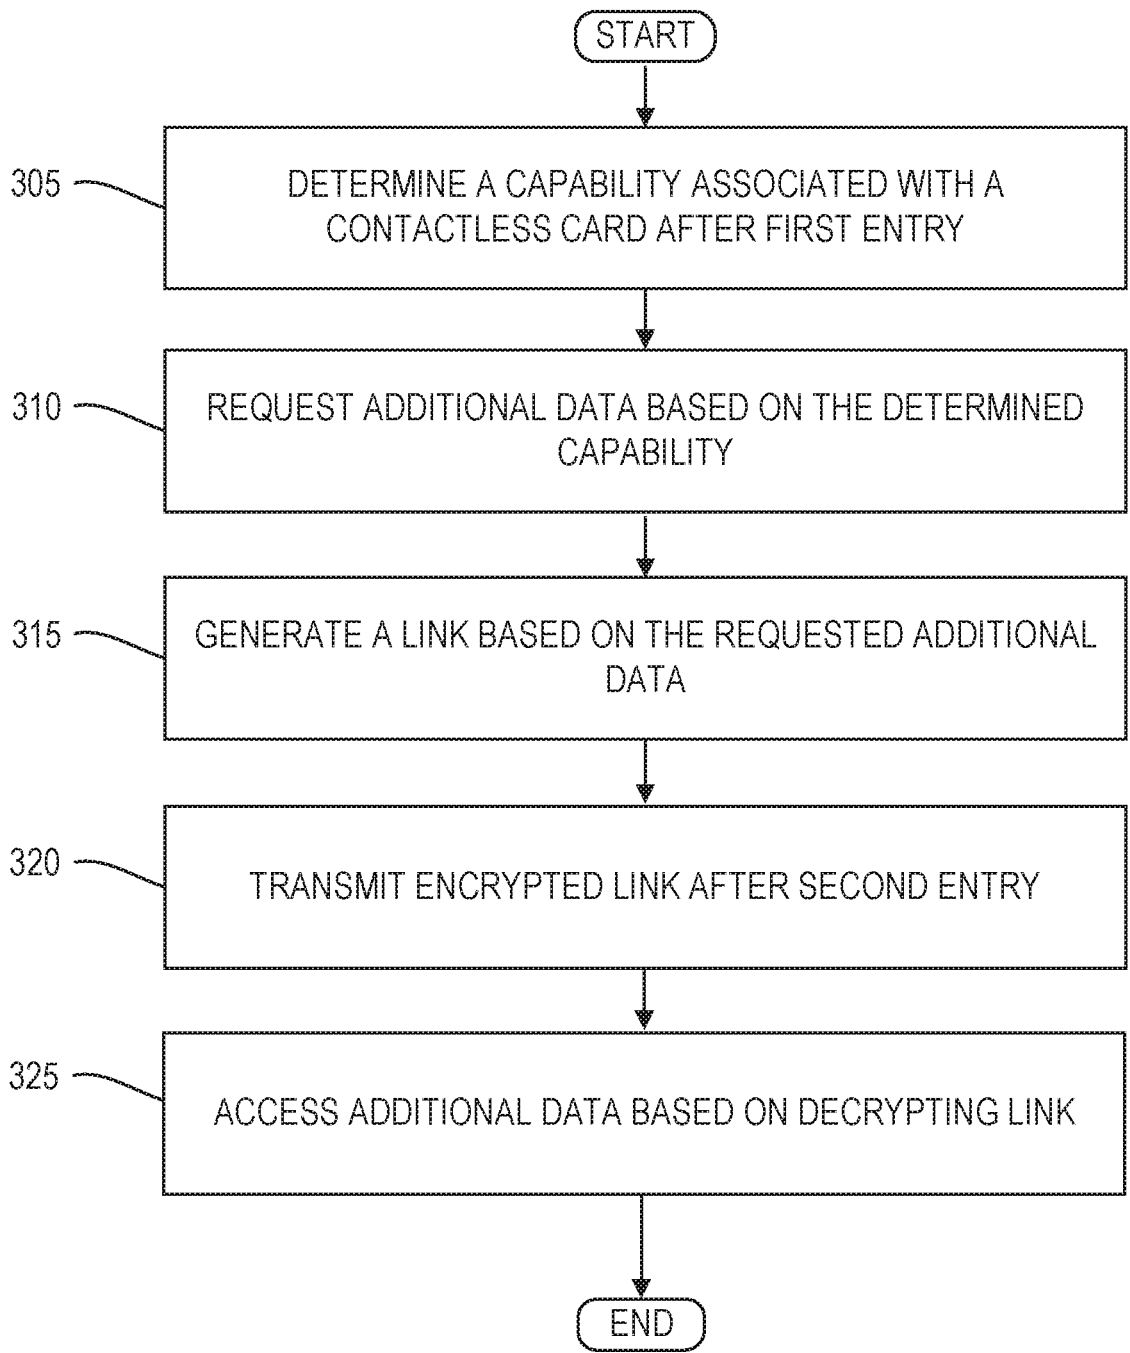 START
305
DETERMINE A CAPABILITY ASSOCIATED WITH A
CONTACTLESS CARD AFTER FIRST ENTRY
310
REQUEST ADDITIONAL DATA BASED ON THE DETERMINED
CAPABILITY
315
GENERATE A LINK BASED ON THE REQUESTED ADDITIONAL
DATA
320
TRANSMIT ENCRYPTED LINK AFTER SECOND ENTRY
325
ACCESS ADDITIONAL DATA BASED ON DECRYPTING LINK
END